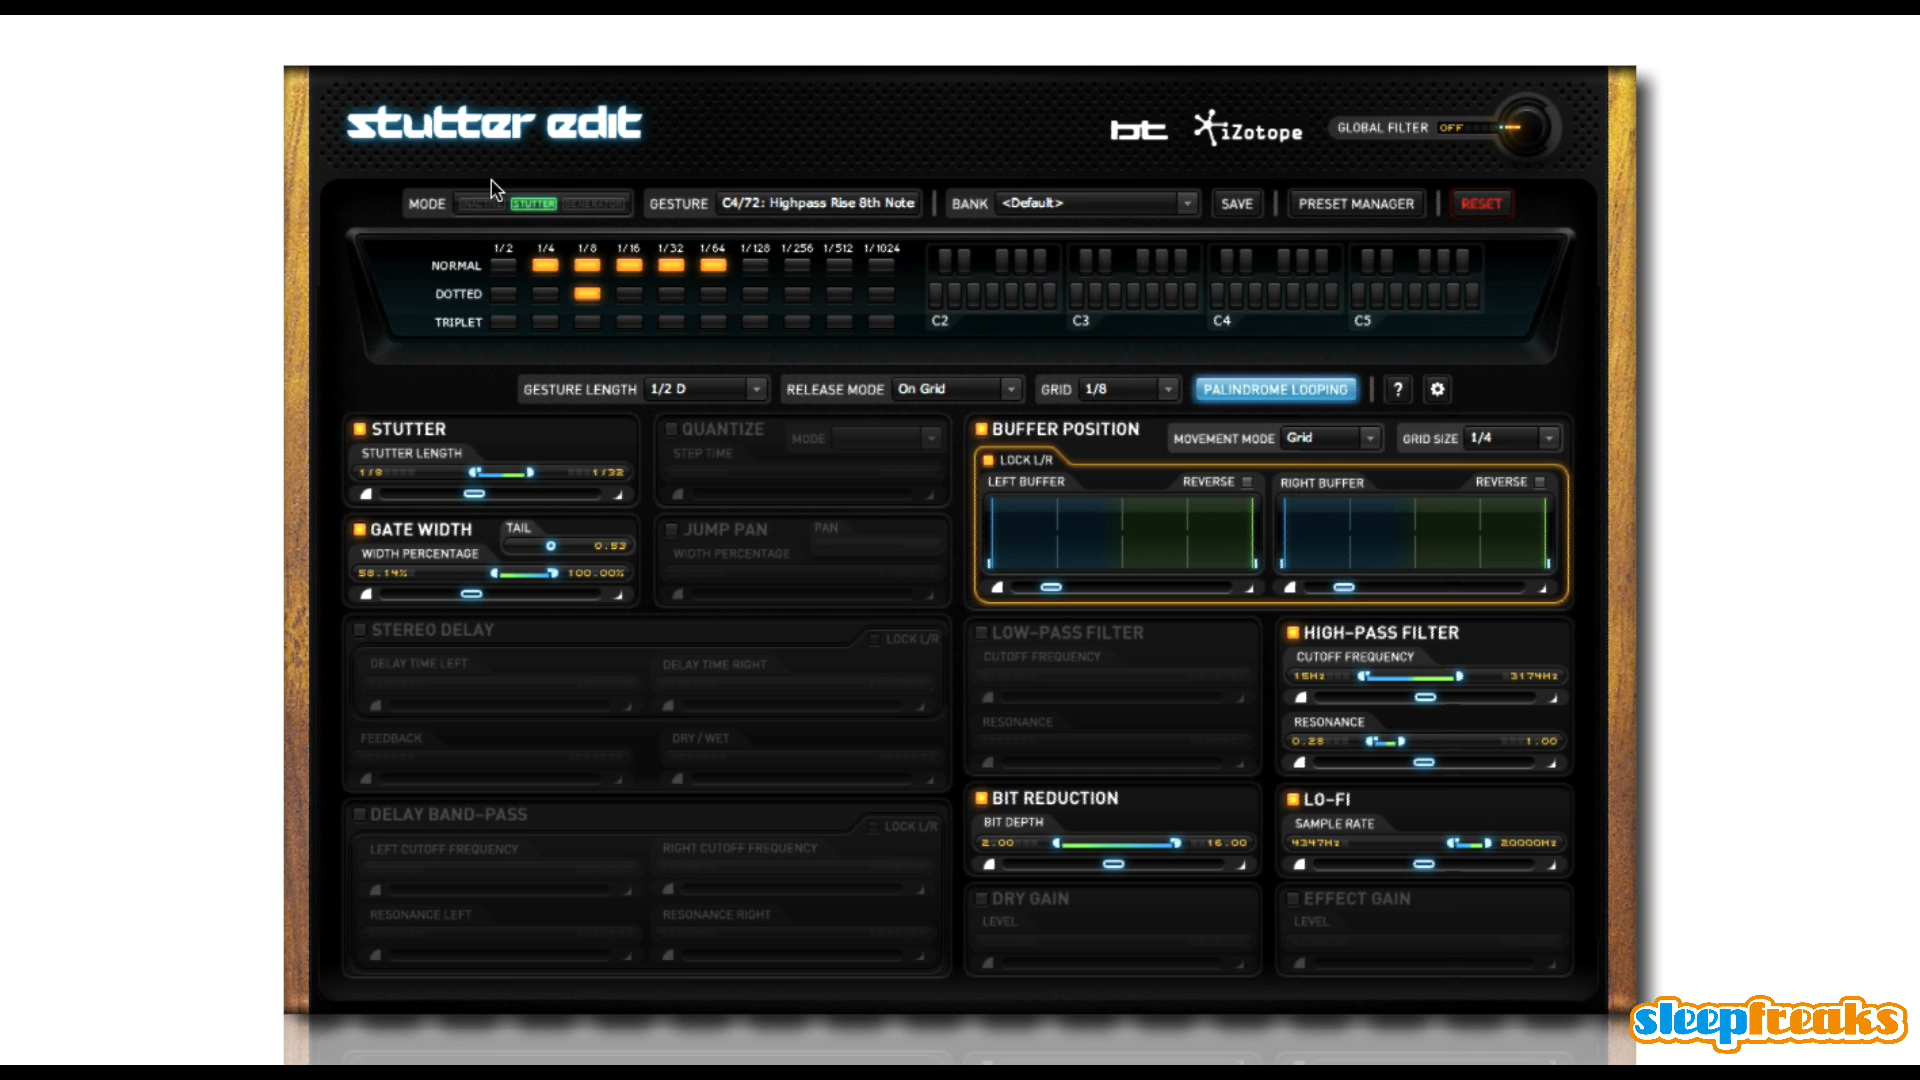 stutter edit
bt iZotope GLOBAL FILTER OFF
MODE INACTIVE STUTTER GENERATOR GESTURE C4/72: Highpass Rise 8th Note BANK <Default> SAVE PRESET MANAGER RESET
1/2 1/4 1/8 1/16 1/32 1/64 1/128 1/256 1/512 1/1024
NORMAL
DOTTED
TRIPLET
C2 C3 C4 C5
GESTURE LENGTH 1/2 D RELEASE MODE On Grid GRID 1/8 PALINDROME LOOPING ?
STUTTER
STUTTER LENGTH
1/8 1/32
QUANTIZE MODE
STEP TIME
BUFFER POSITION MOVEMENT MODE Grid GRID SIZE 1/4
LOCK L/R
LEFT BUFFER REVERSE RIGHT BUFFER REVERSE
GATE WIDTH TAIL
0.53
WIDTH PERCENTAGE
58.14% 100.00%
JUMP PAN PAN
WIDTH PERCENTAGE
STEREO DELAY LOCK L/R
DELAY TIME LEFT DELAY TIME RIGHT
FEEDBACK DRY / WET
LOW-PASS FILTER
CUTOFF FREQUENCY
RESONANCE
HIGH-PASS FILTER
CUTOFF FREQUENCY
15Hz 3174Hz
RESONANCE
0.28 1.00
DELAY BAND-PASS LOCK L/R
LEFT CUTOFF FREQUENCY RIGHT CUTOFF FREQUENCY
RESONANCE LEFT RESONANCE RIGHT
BIT REDUCTION
BIT DEPTH
2.00 16.00
LO-FI
SAMPLE RATE
4347Hz 20000Hz
DRY GAIN
LEVEL
EFFECT GAIN
LEVEL
sleepfreaks